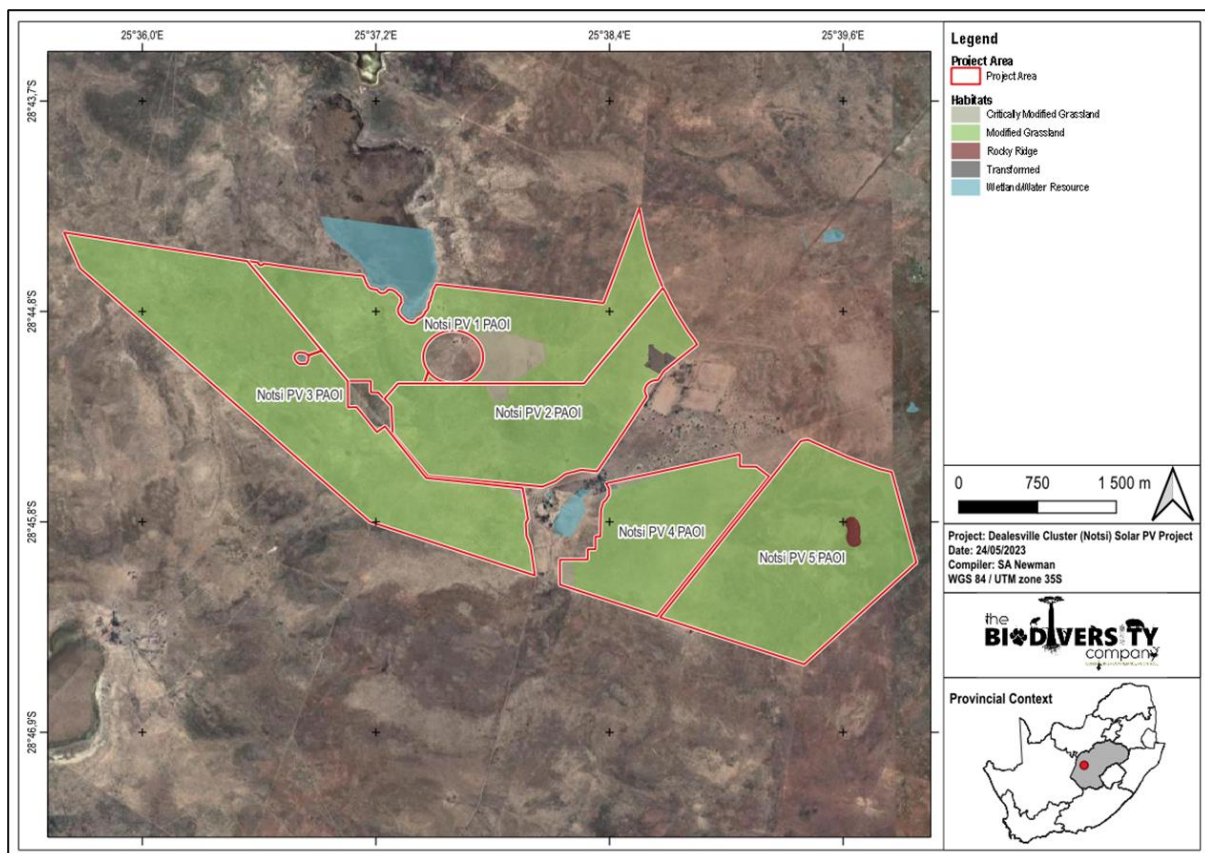 25°36,0'E
25°37,2'E
25°38,4'E
25°39,6'E
28°43,7'S
28°44,8'S
28°45,8'S
28°46,9'S
Notsi PV 1 PAOI
Notsi PV 3 PAOI
Notsi PV 2 PAOI
Notsi PV 4 PAOI
Notsi PV 5 PAOI
Legend
Project Area
Project Area
Habitats
Critically Modified Grassland
Modified Grassland
Rocky Ridge
Transformed
Wetland/Water Resource
0 750 1 500 m
Project: Dealesville Cluster (Notsi) Solar PV Project
Date: 24/05/2023
Compiler: SA Newman
WGS 84 / UTM zone 35S
the
BIODIVERSITY
company
Provincial Context